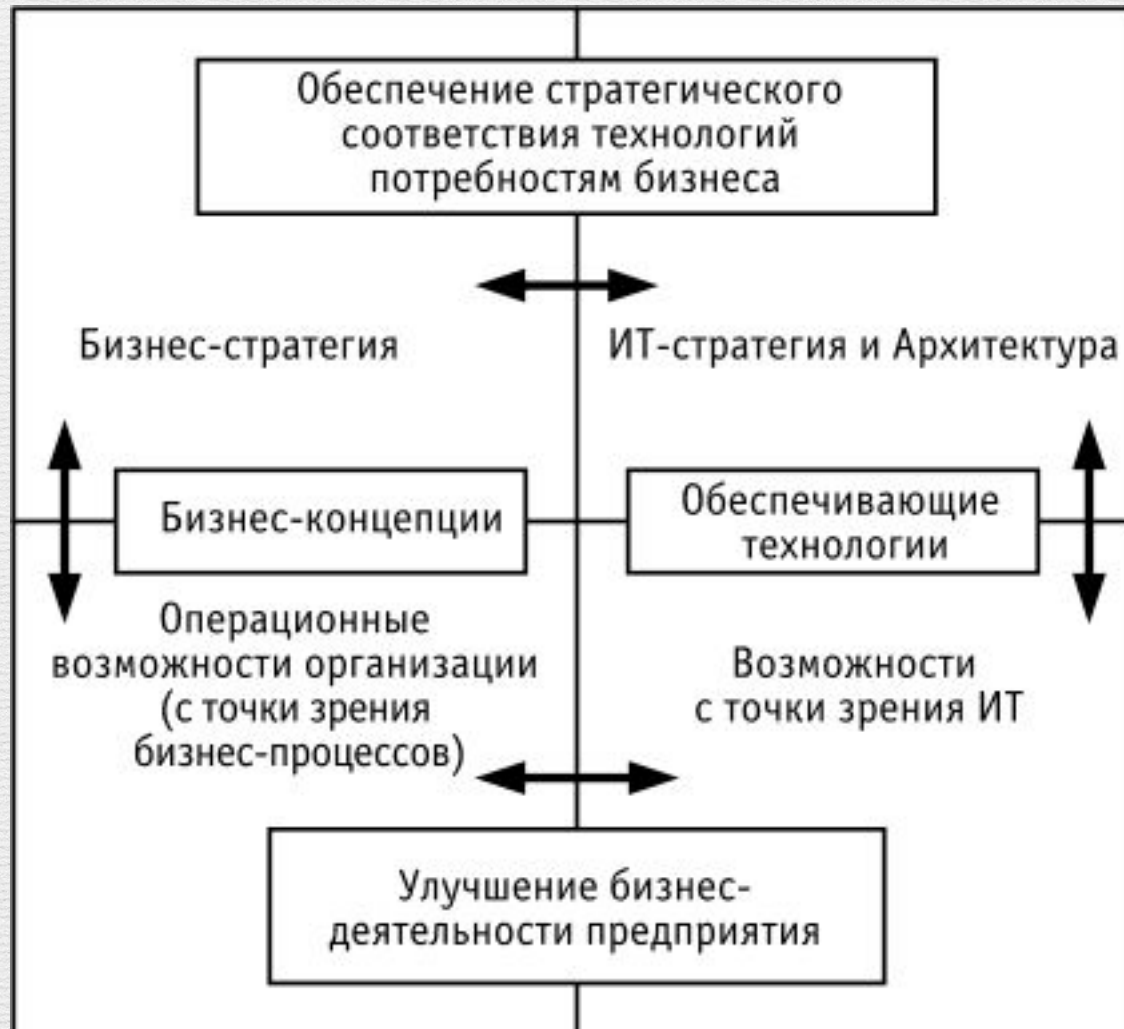 Обеспечение стратегического
соответствия технологий
потребностям бизнеса
Бизнес-стратегия
ИТ-стратегия и Архитектура
Бизнес-концепции
Обеспечивающие
технологии
Операционные
возможности организации
(с точки зрения
бизнес-процессов)
Возможности
с точки зрения ИТ
Улучшение бизнес-
деятельности предприятия